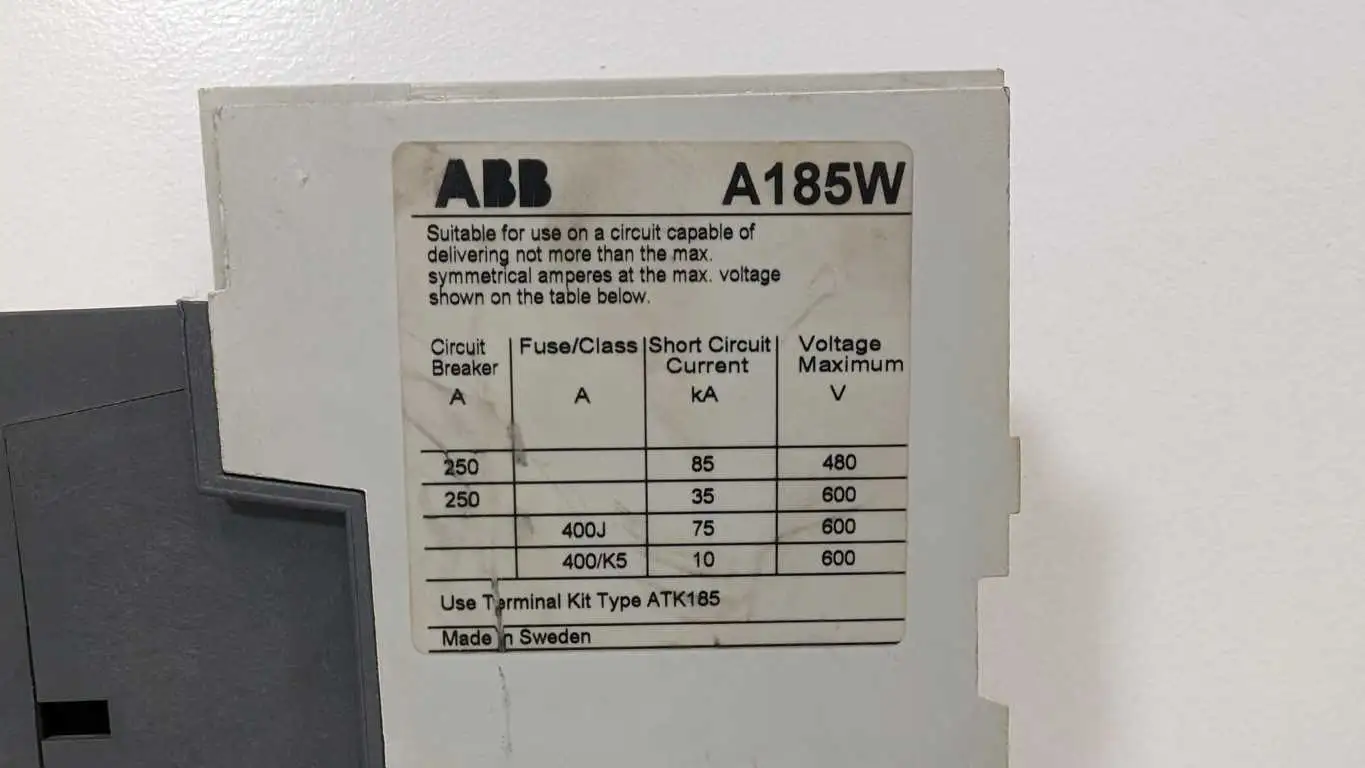 ABB A185W
Suitable for use on a circuit capable of
delivering not more than the max.
symmetrical amperes at the max. voltage
shown on the table below.
Circuit Breaker A | Fuse/Class A | Short Circuit Current kA | Voltage Maximum V
250 | | 85 | 480
250 | | 35 | 600
| 400J | 75 | 600
| 400/K5 | 10 | 600
Use Terminal Kit Type ATK185
Made in Sweden